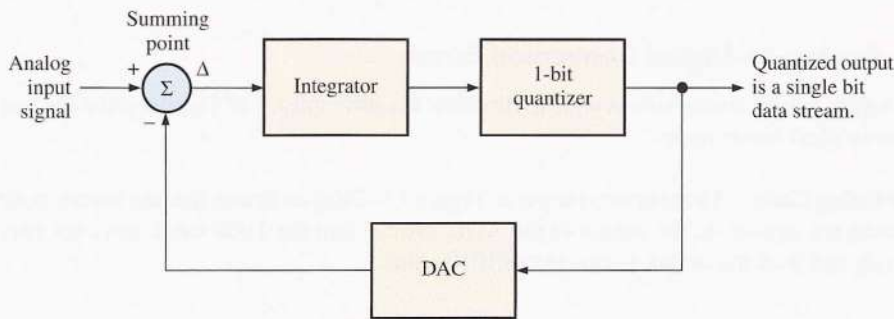 Summing
point
Analog
input
signal
+
Σ
Δ
−
Integrator
1-bit
quantizer
Quantized output
is a single bit
data stream.
DAC